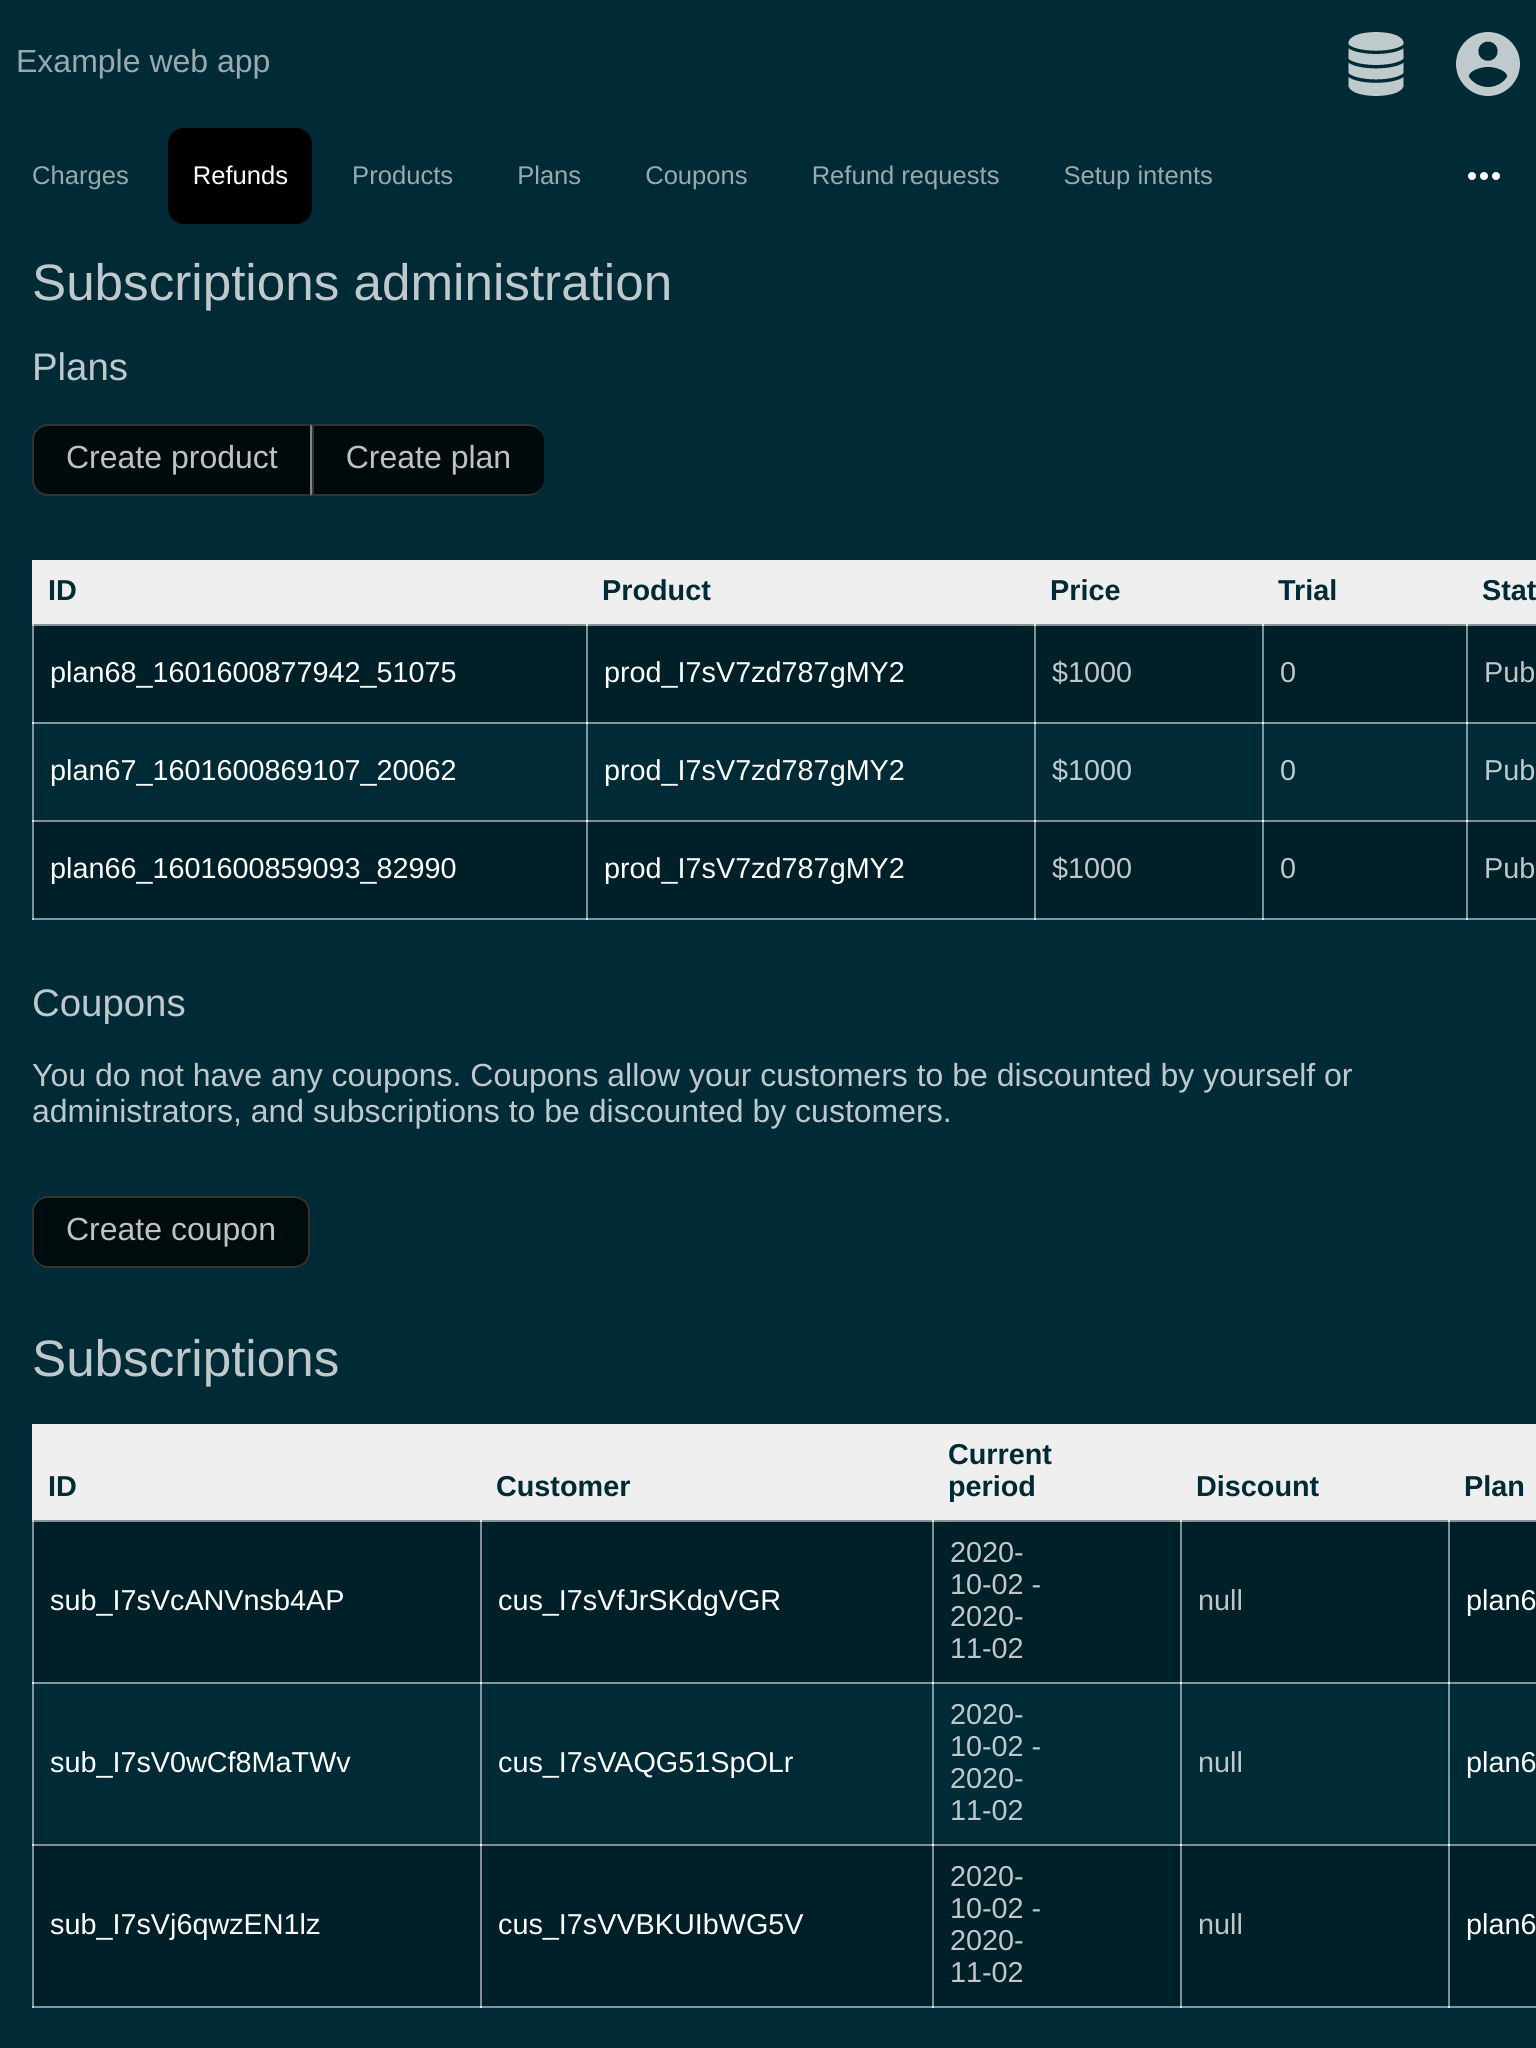 Example web app
Charges Refunds Products Plans Coupons Refund requests Setup intents
Subscriptions administration
Plans
Create product Create plan
ID Product Price Trial Stat
plan68_1601600877942_51075 prod_I7sV7zd787gMY2 $1000 0 Pub
plan67_1601600869107_20062 prod_I7sV7zd787gMY2 $1000 0 Pub
plan66_1601600859093_82990 prod_I7sV7zd787gMY2 $1000 0 Pub
Coupons
You do not have any coupons. Coupons allow your customers to be discounted by yourself or
administrators, and subscriptions to be discounted by customers.
Create coupon
Subscriptions
ID Customer Current period Discount Plan
sub_I7sVcANVnsb4AP cus_I7sVfJrSKdgVGR 2020-10-02 - 2020-11-02 null plan6
sub_I7sV0wCf8MaTWv cus_I7sVAQG51SpOLr 2020-10-02 - 2020-11-02 null plan6
sub_I7sVj6qwzEN1lz cus_I7sVVBKUIbWG5V 2020-10-02 - 2020-11-02 null plan6